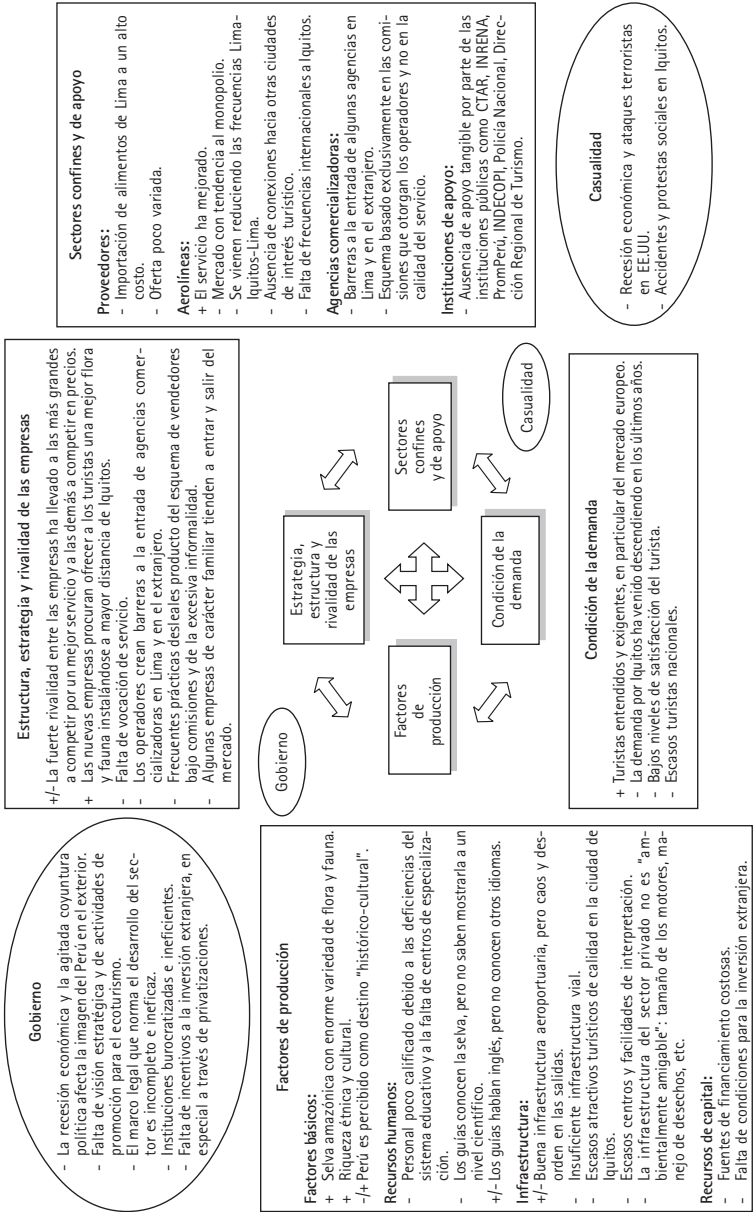 Gobierno
- La recesión económica y la agitada coyuntura
política afecta la imagen del Perú en el exterior.
- Falta de visión estratégica y de actividades de
promoción para el ecoturismo.
- El marco legal que norma el desarrollo del sec-
tor es incompleto e ineficaz.
- Instituciones burocratizadas e ineficientes.
- Falta de incentivos a la inversión extranjera, en
especial a través de privatizaciones.
Estructura, estrategia y rivalidad de las empresas
+/- La fuerte rivalidad entre las empresas ha llevado a las más grandes
a competir por un mejor servicio y a las demás a competir en precios.
+ Las nuevas empresas procuran ofrecer a los turistas una mejor flora
y fauna instalándose a mayor distancia de Iquitos.
- Falta de vocación de servicio.
- Los operadores crean barreras a la entrada de agencias comer-
cializadoras en Lima y en el extranjero.
- Frecuentes prácticas desleales producto del esquema de vendedores
bajo comisiones y de la excesiva informalidad.
- Algunas empresas de carácter familiar tienden a entrar y salir del
mercado.
Sectores confines y de apoyo
Proveedores:
- Importación de alimentos de Lima a un alto
costo.
- Oferta poco variada.
Aerolíneas:
+ El servicio ha mejorado.
- Mercado con tendencia al monopolio.
- Se vienen reduciendo las frecuencias Lima-
Iquitos-Lima.
- Ausencia de conexiones hacia otras ciudades
de interés turístico.
- Falta de frecuencias internacionales a Iquitos.
Agencias comercializadoras:
- Barreras a la entrada de algunas agencias en
Lima y en el extranjero.
- Esquema basado exclusivamente en las comi-
siones que otorgan los operadores y no en la
calidad del servicio.
Instituciones de apoyo:
- Ausencia de apoyo tangible por parte de las
instituciones públicas como CTAR, INRENA,
PromPerú, INDECOPI, Policía Nacional, Direc-
ción Regional de Turismo.
Gobierno
Estrategia,
estructura y
rivalidad de las
empresas
Factores
de
producción
Sectores
confines
y de apoyo
Condición de la
demanda
Casualidad
Factores de producción
Factores básicos:
+ Selva amazónica con enorme variedad de flora y fauna.
+ Riqueza étnica y cultural.
-/+ Perú es percibido como destino "histórico-cultural".
Recursos humanos:
- Personal poco calificado debido a las deficiencias del
sistema educativo y a la falta de centros de especializa-
ción.
- Los guías conocen la selva, pero no saben mostrarla a un
nivel científico.
+/- Los guías hablan inglés, pero no conocen otros idiomas.
Infraestructura:
+/- Buena infraestructura aeroportuaria, pero caos y des-
orden en las salidas.
- Insuficiente infraestructura vial.
- Escasos atractivos turísticos de calidad en la ciudad de
Iquitos.
- Escasos centros y facilidades de interpretación.
- La infraestructura del sector privado no es "am-
bientalmente amigable": tamaño de los motores, ma-
nejo de desechos, etc.
Recursos de capital:
- Fuentes de financiamiento costosas.
- Falta de condiciones para la inversión extranjera.
Condición de la demanda
+ Turistas entendidos y exigentes, en particular del mercado europeo.
- La demanda por Iquitos ha venido descendiendo en los últimos años.
- Bajos niveles de satisfacción del turista.
- Escasos turistas nacionales.
Casualidad
- Recesión económica y ataques terroristas
en EE.UU.
- Accidentes y protestas sociales en Iquitos.